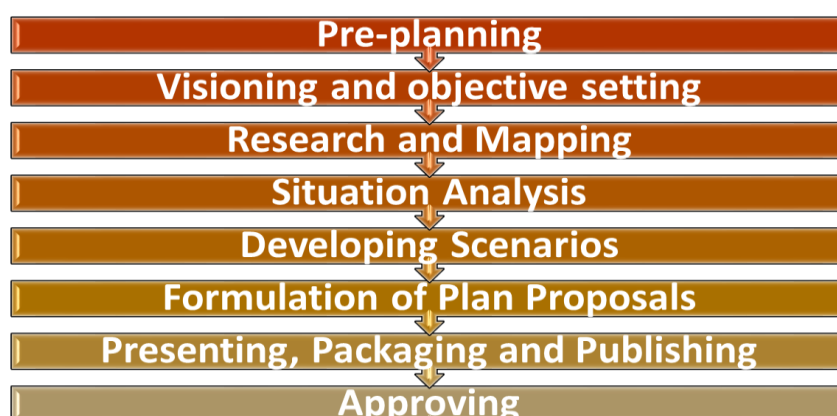 Pre-planning
Visioning and objective setting
Research and Mapping
Situation Analysis
Developing Scenarios
Formulation of Plan Proposals
Presenting, Packaging and Publishing
Approving